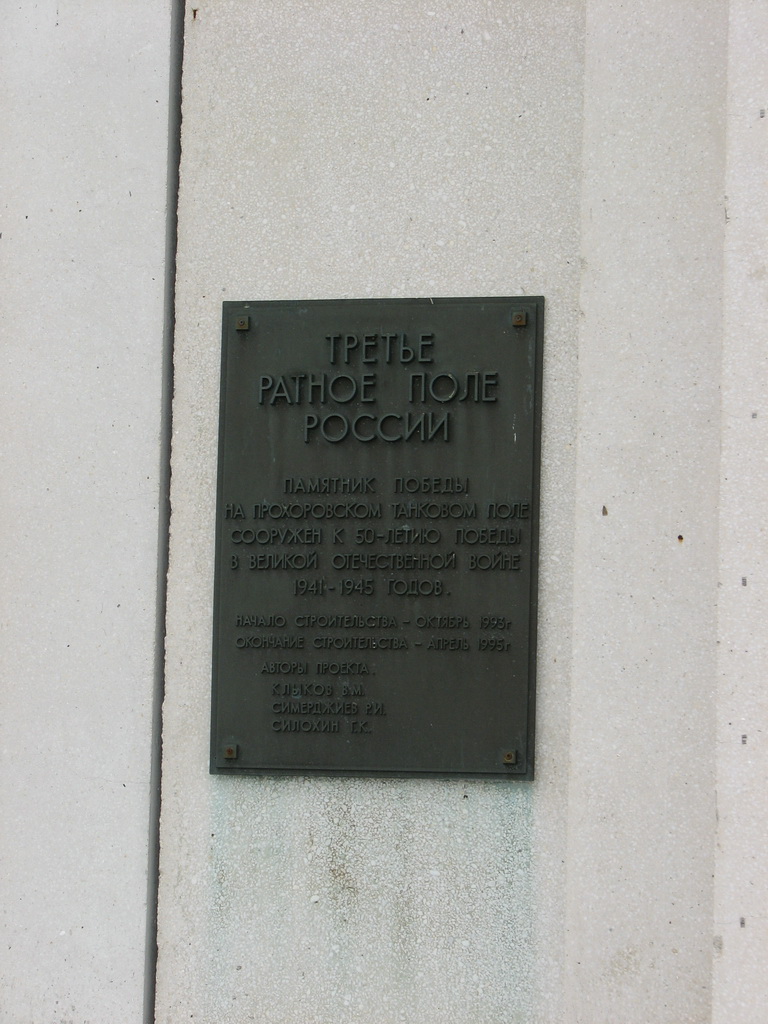 ТРЕТЬЕ
РАТНОЕ ПОЛЕ
РОССИИ
ПАМЯТНИК ПОБЕДЫ
НА ПРОХОРОВСКОМ ТАНКОВОМ ПОЛЕ
СООРУЖЕН К 50-ЛЕТИЮ ПОБЕДЫ
В ВЕЛИКОЙ ОТЕЧЕСТВЕННОЙ ВОЙНЕ
1941-1945 ГОДОВ.
НАЧАЛО СТРОИТЕЛЬСТВА - ОКТЯБРЬ 1993г
ОКОНЧАНИЕ СТРОИТЕЛЬСТВА - АПРЕЛЬ 1995г
АВТОРЫ ПРОЕКТА:
КЛЫКОВ В.М.
СИМЕРДЖИЕВ Р.И.
СИЛОХИН Г.К.